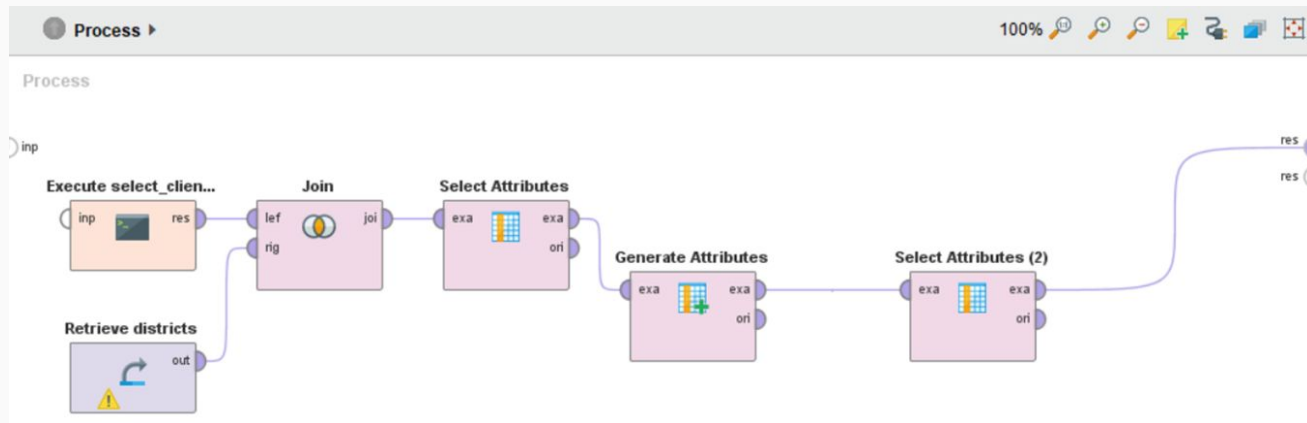 Process
100%
Process
inp
res
res
Execute select_clien...
Join
Select Attributes
inp
res
lef
joi
exa
exa
rig
ori
Generate Attributes
Select Attributes (2)
exa
exa
exa
exa
ori
ori
Retrieve districts
out